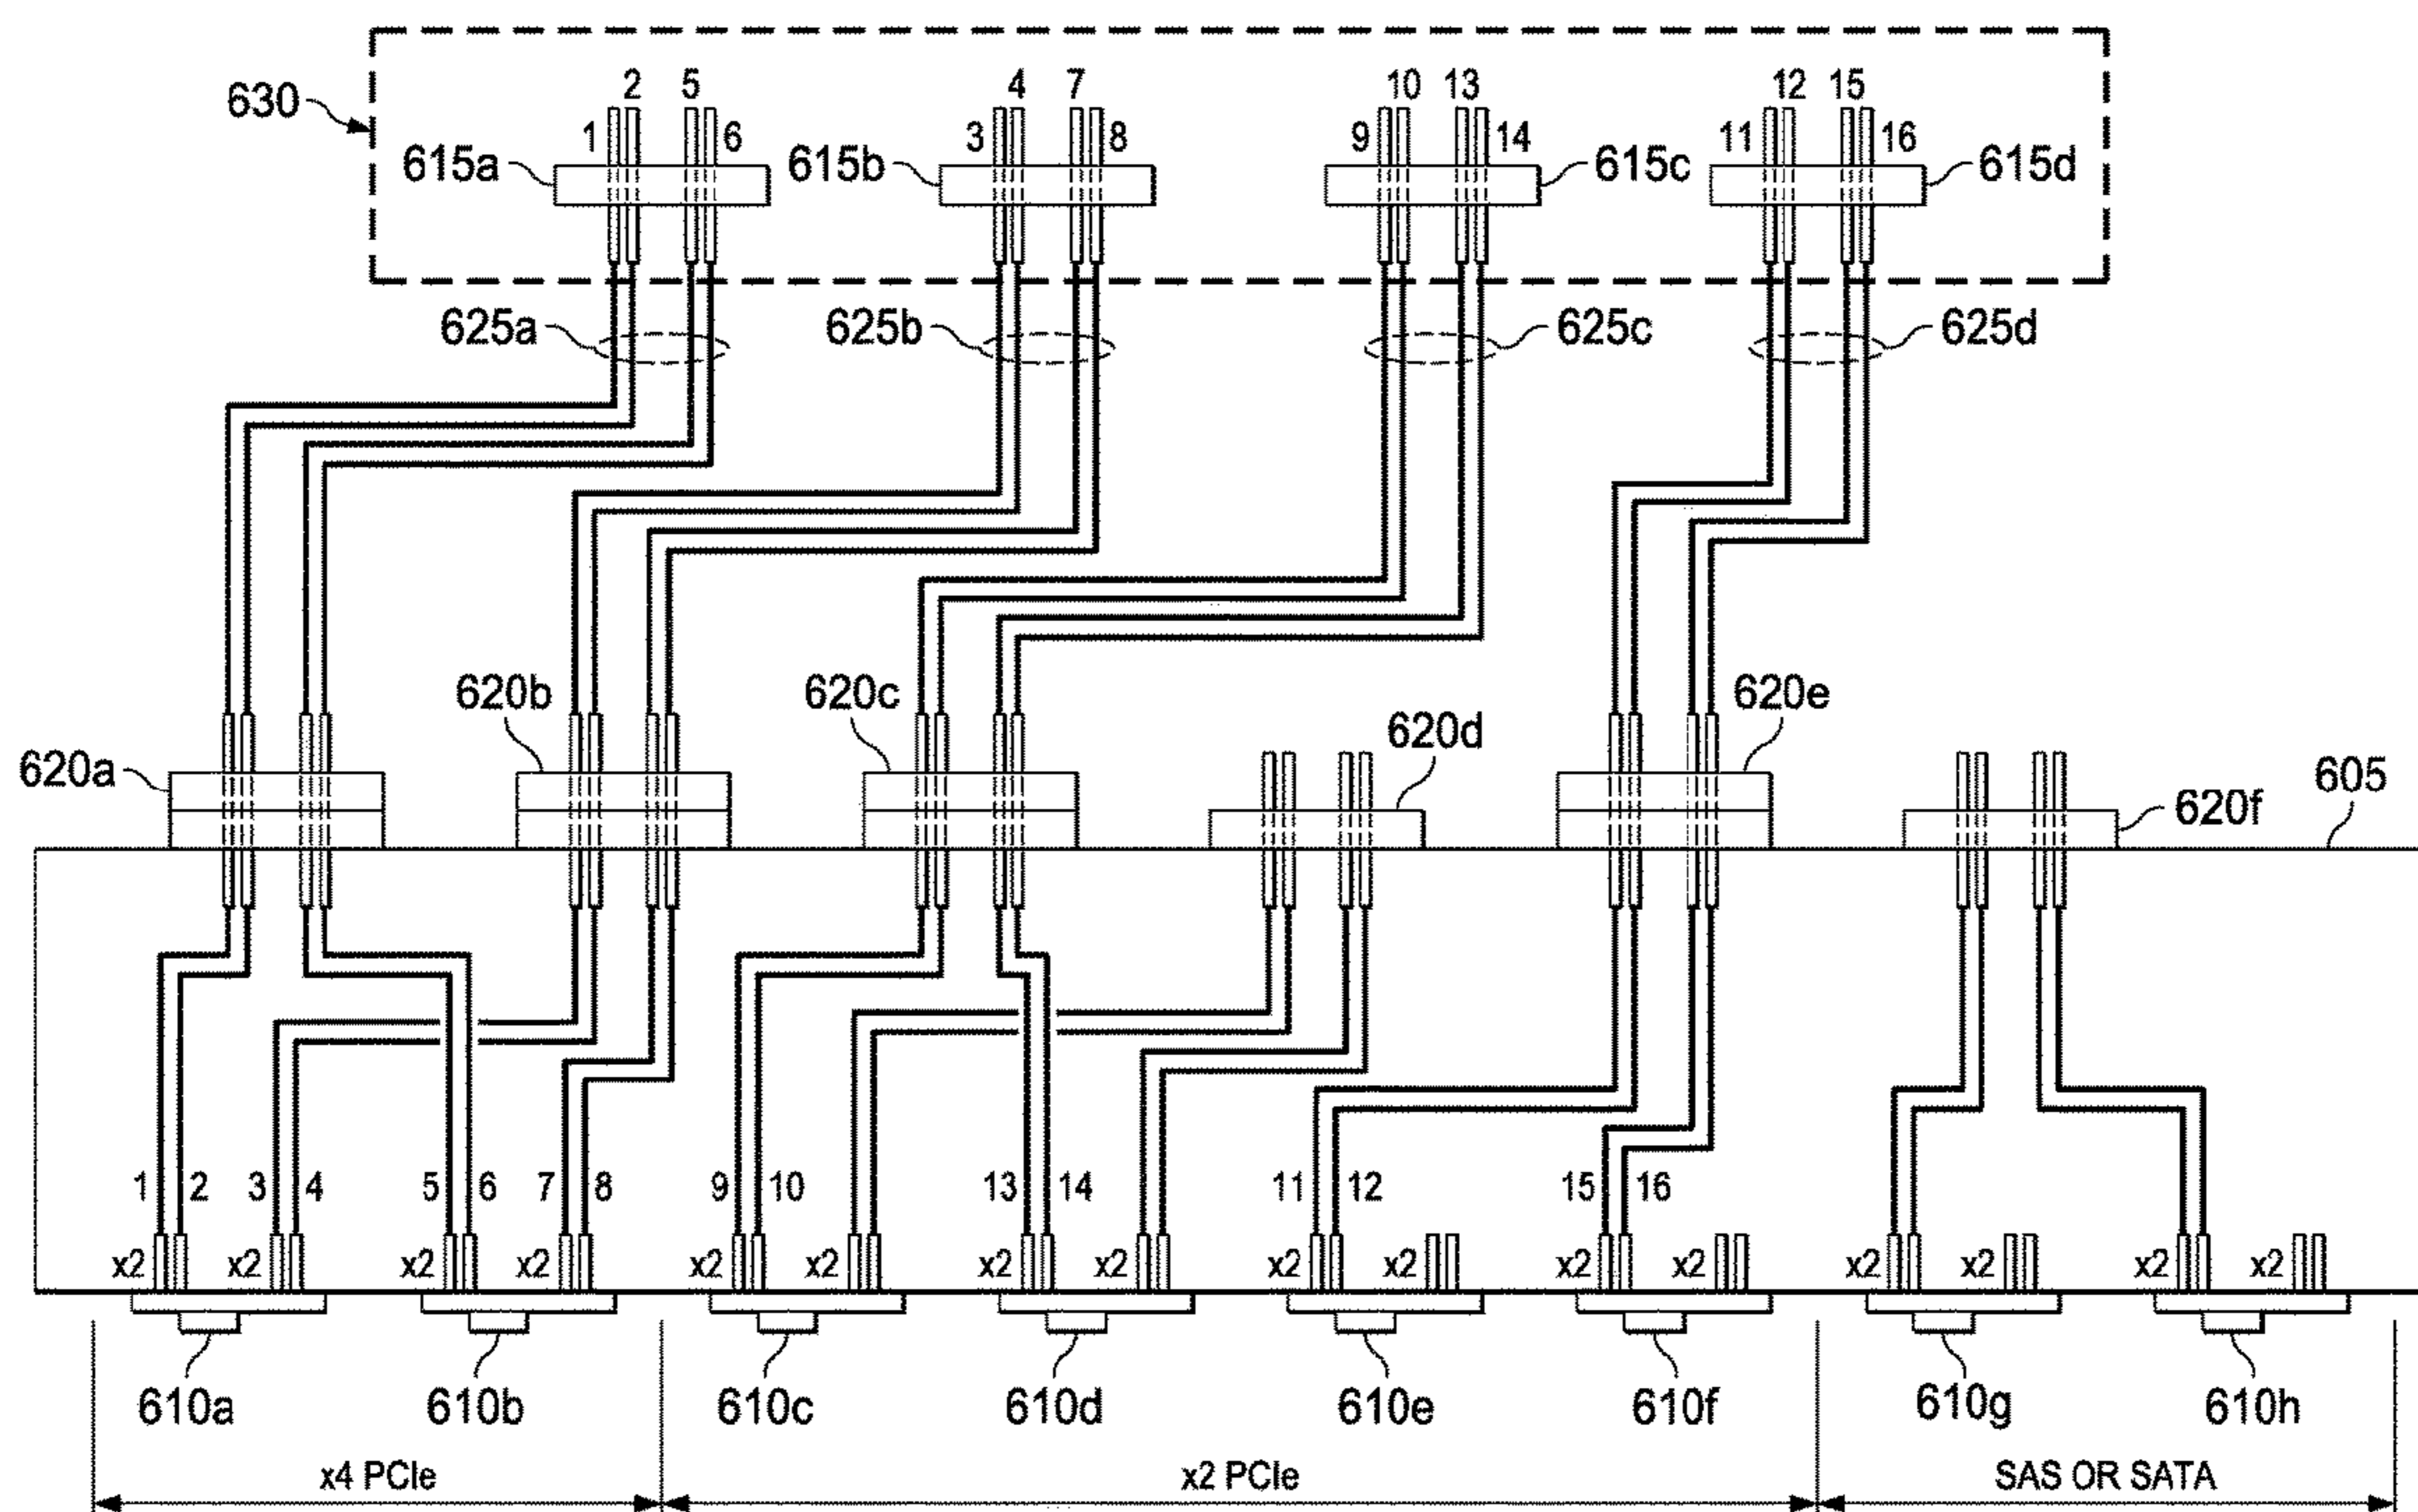 2 5 4 7 10 13 12 15
630
1 6 3 8 9 14 11 16
615a 615b 615c 615d
625a 625b 625c 625d
620b 620c 620e
620d
620a 605
620f
1 2 3 4 5 6 7 8 9 10 13 14 11 12 15 16
x2 x2 x2 x2 x2 x2 x2 x2 x2 x2 x2 x2 x2 x2 x2 x2
610a 610b 610c 610d 610e 610f 610g 610h
x4 PCIe x2 PCIe SAS OR SATA